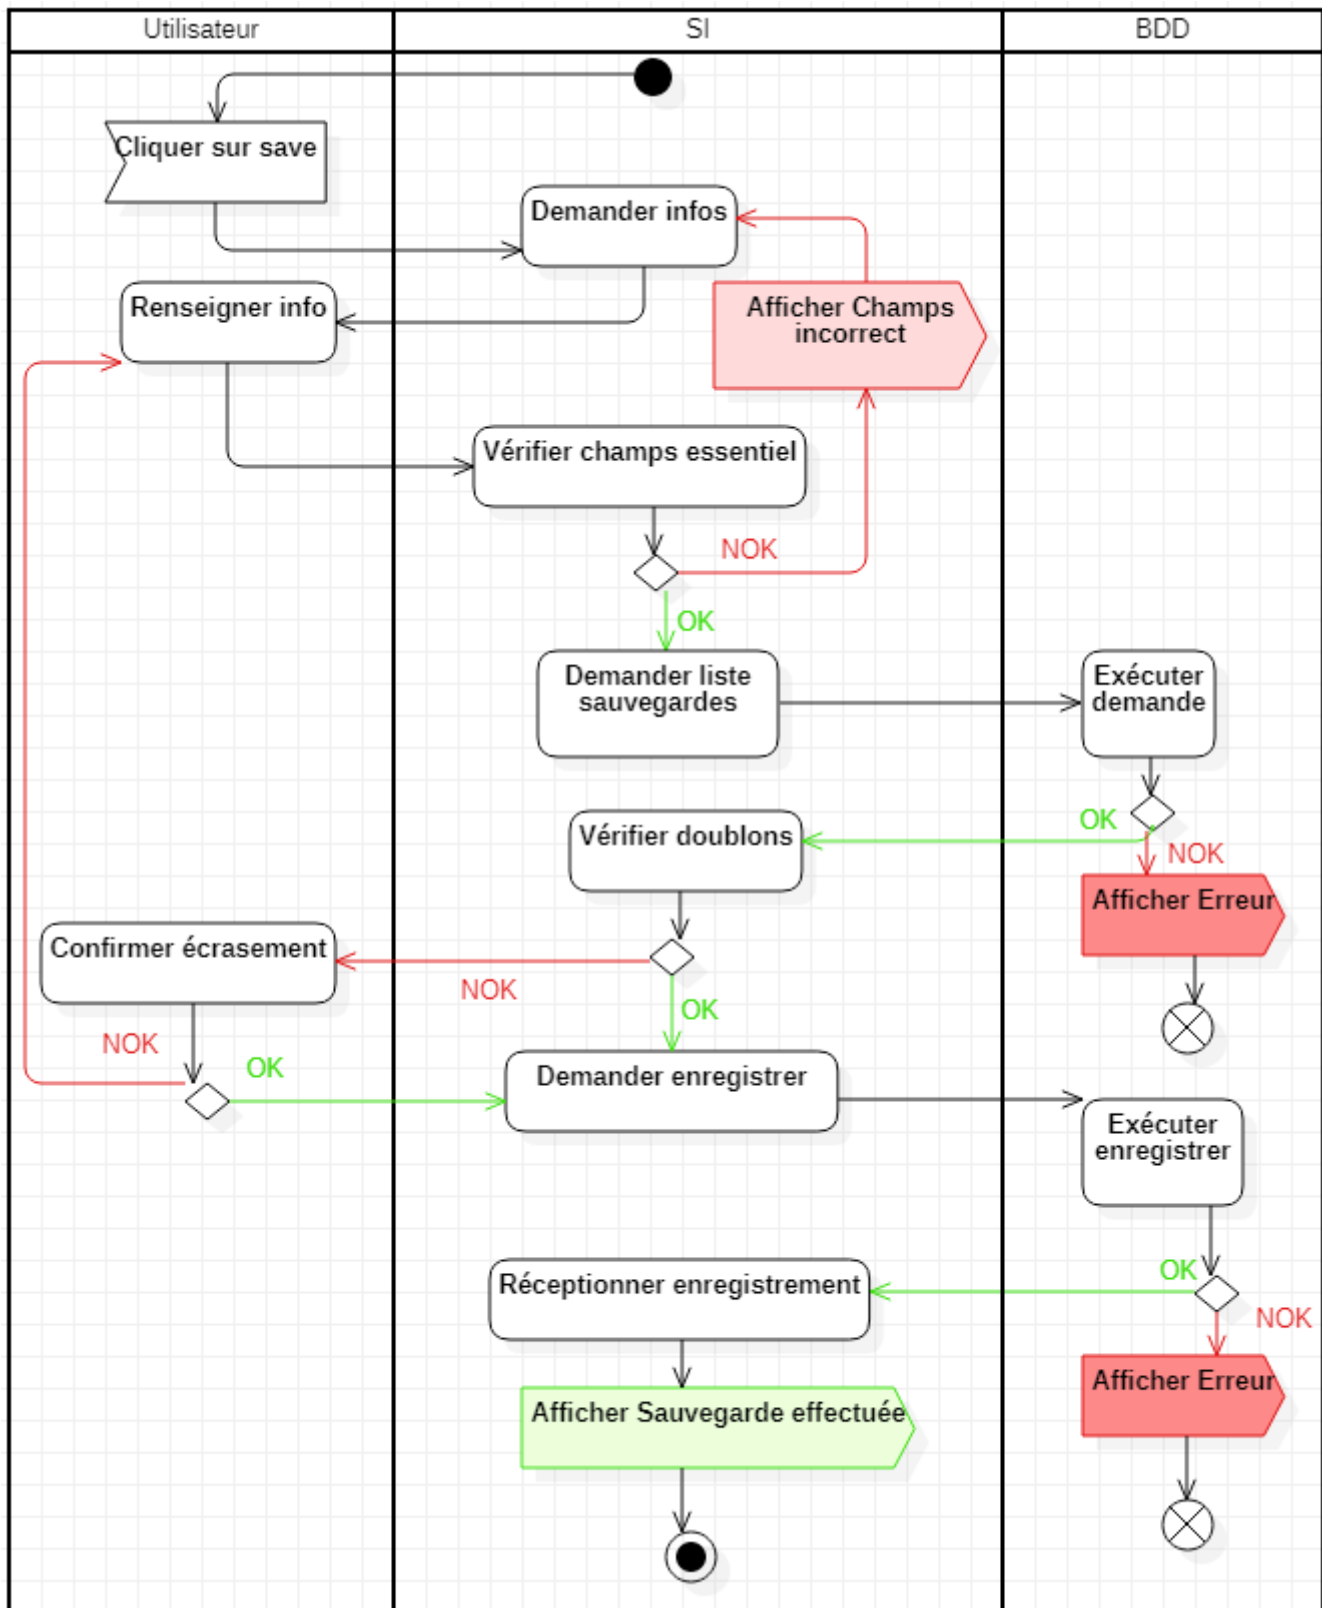 Utilisateur
SI
BDD
Cliquer sur save
Demander infos
Renseigner info
Afficher Champs
incorrect
Vérifier champs essentiel
NOK
OK
Demander liste
sauvegardes
Exécuter
demande
Vérifier doublons
OK
NOK
Afficher Erreur
Confirmer écrasement
NOK
OK
NOK
OK
Demander enregistrer
Exécuter
enregistrer
Réceptionner enregistrement
OK
NOK
Afficher Erreur
Afficher Sauvegarde effectuée